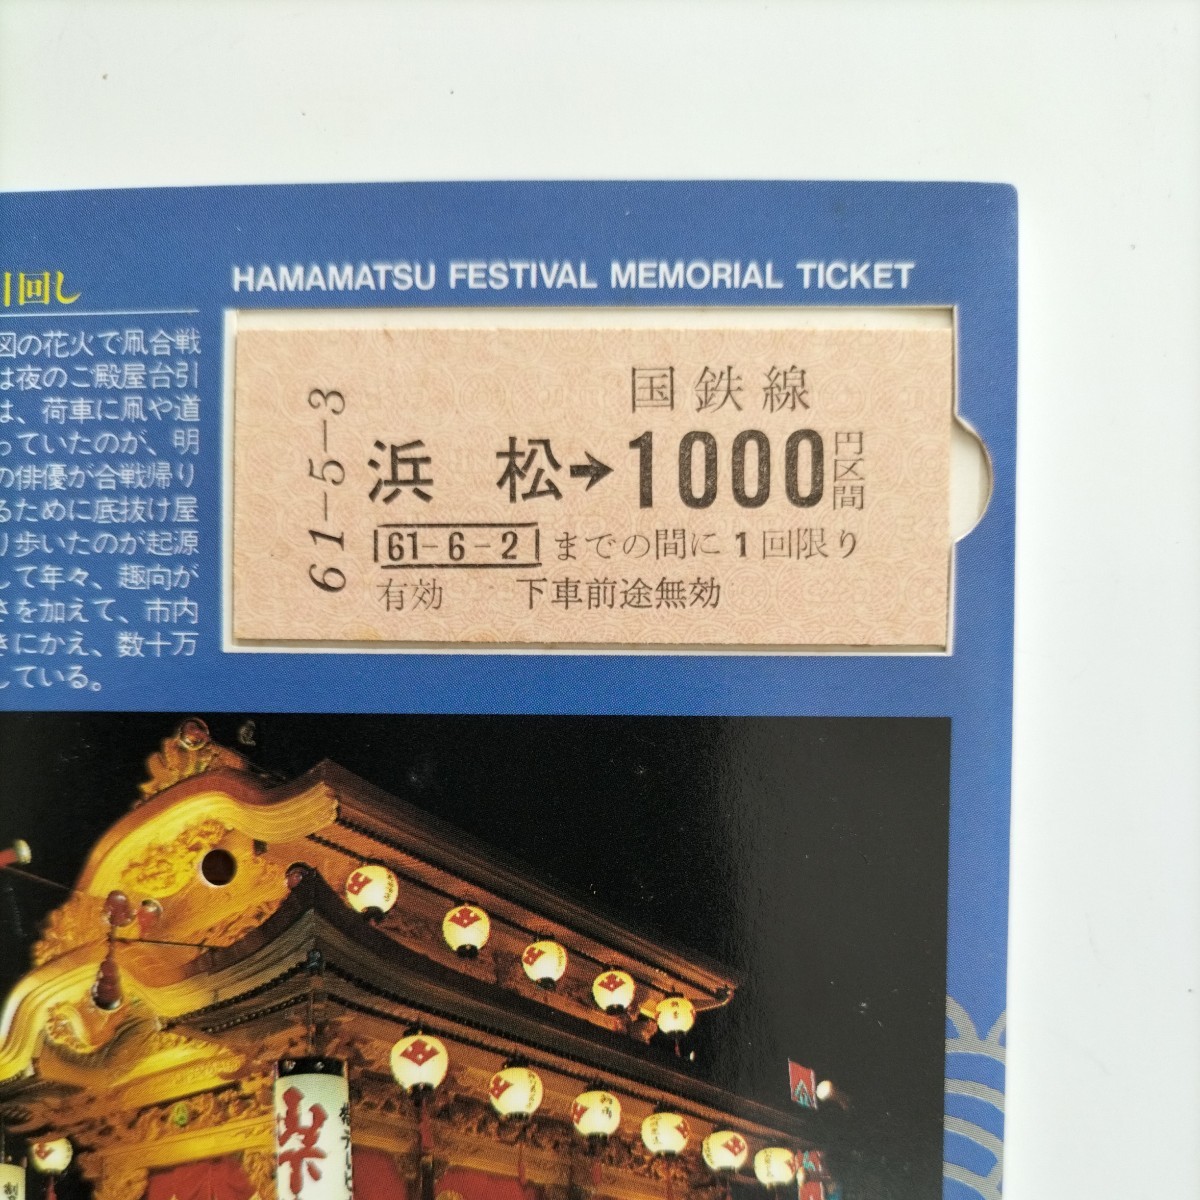 引回し
図の花火で凧合戦
は夜のご殿屋台引
は、荷車に凧や道
っていたのが、明
の俳優が合戦帰り
るために底抜け屋
り歩いたのが起源
して年々、趣向が
さを加えて、市内
きにかえ、数十万
している。
HAMAMATSU FESTIVAL MEMORIAL TICKET
61-5-3
国鉄線
浜松→1000円区間
61-6-2までの間に1回限り
有効 下車前途無効